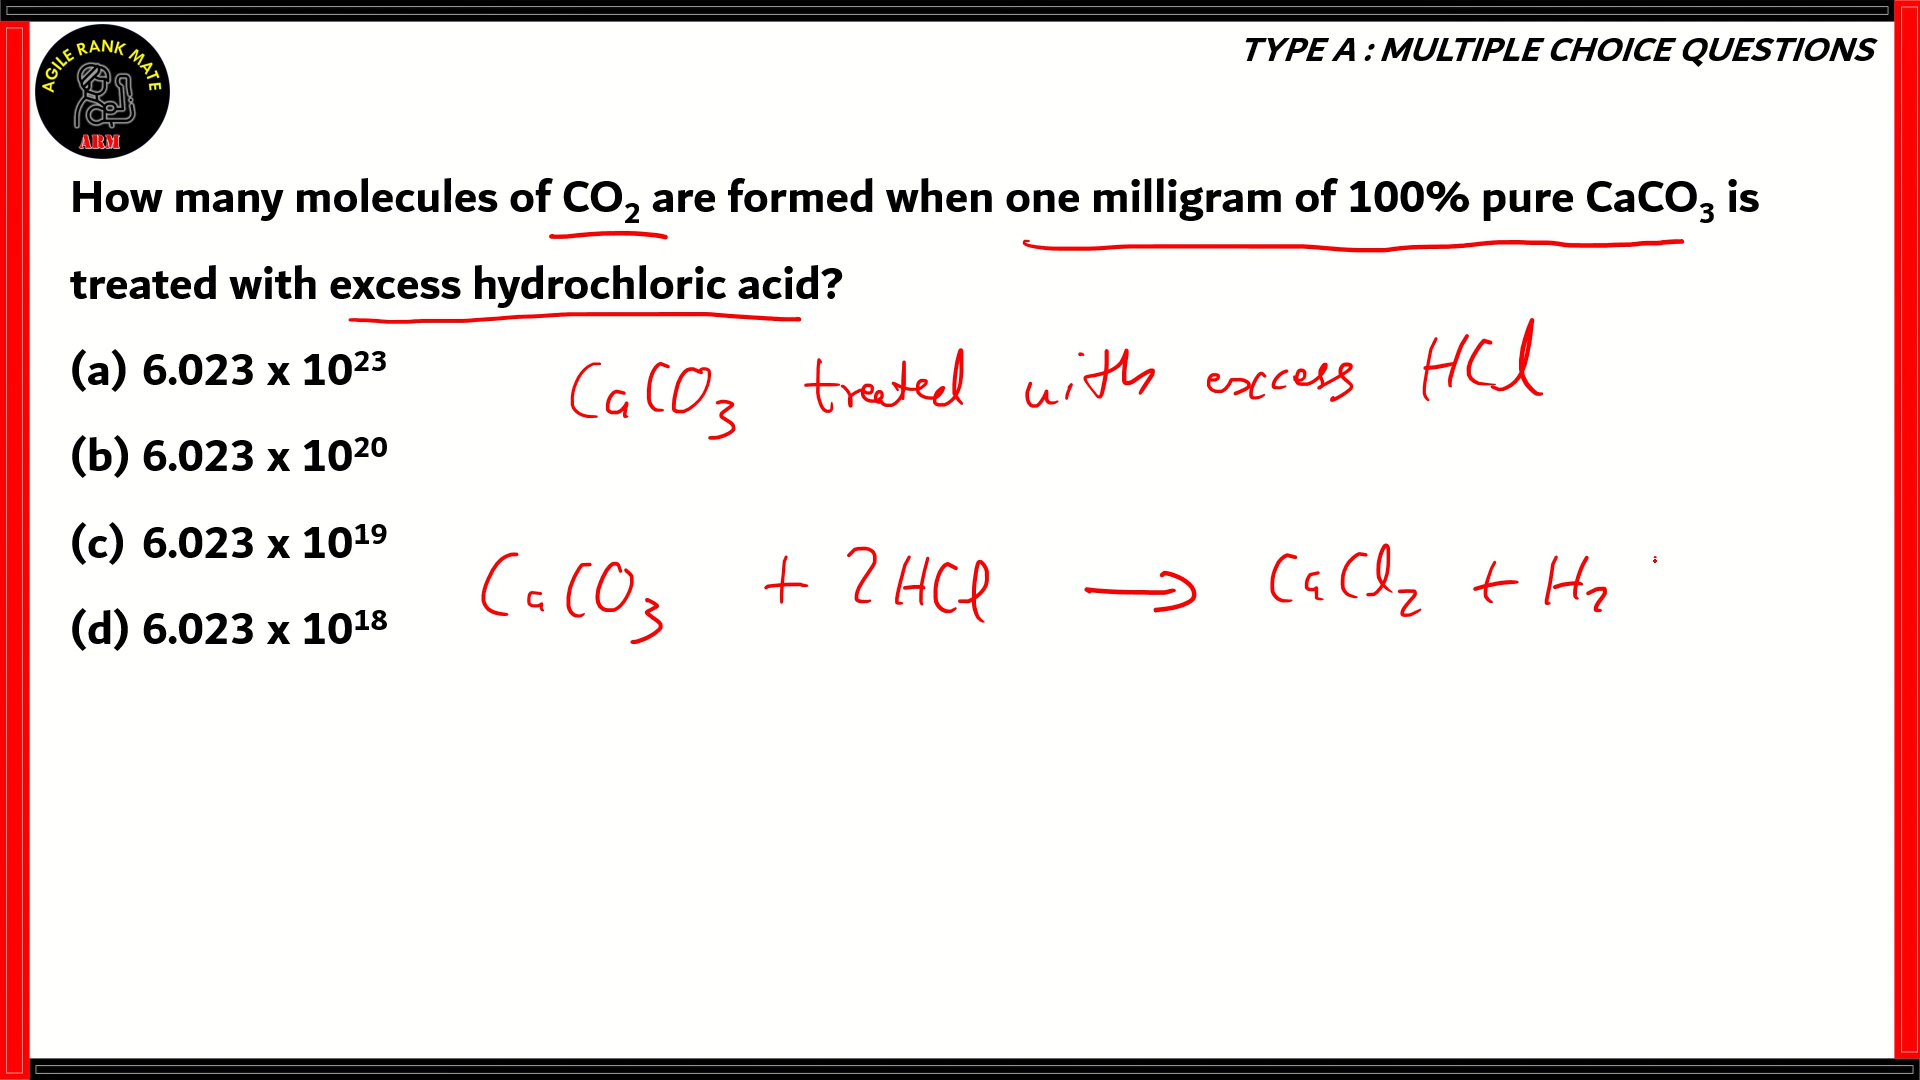 AGILE RANK MATE
ARM
TYPE A : MULTIPLE CHOICE QUESTIONS
How many molecules of CO₂ are formed when one milligram of 100% pure CaCO₃ is
treated with excess hydrochloric acid?
(a) 6.023 x 10²³
CaCO₃ treated with excess HCl
(b) 6.023 x 10²⁰
(c) 6.023 x 10¹⁹
CaCO₃ + 2HCl → CaCl₂ + H₂
(d) 6.023 x 10¹⁸